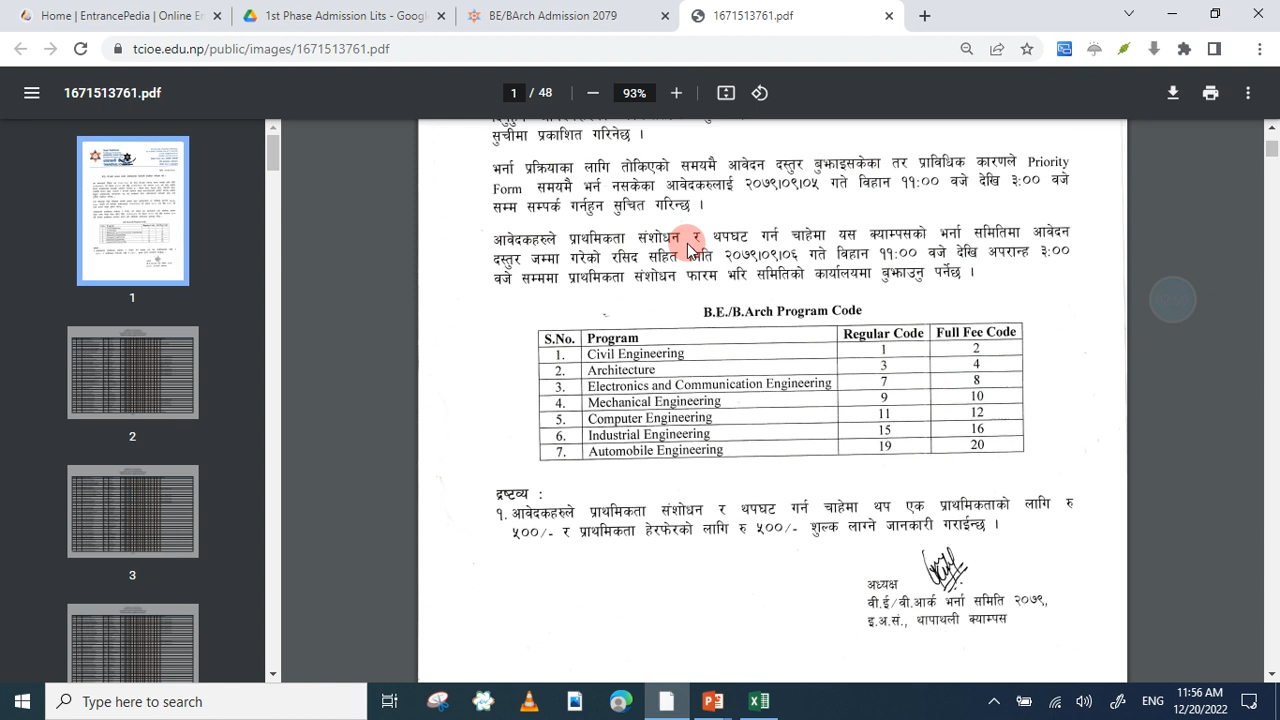 Home | EntrancePedia | Online En
1st Phase Admission Lits - Googl
BE/BArch Admission 2079
1671513761.pdf
tcioe.edu.np/public/images/1671513761.pdf
1671513761.pdf
1 / 48
93%
सुचीमा प्रकाशित गरिनेछ ।
भर्ना प्रक्रियाका लागि तोकिएको समयमै आवेदन दस्तुर बुझाइसकेका तर प्राविधिक कारणले Priority
Form समयमै भर्न नसकेका आवेदकहरुलाई २०७९।०९।०५ गते विहान ११:०० वजे देखि ३:०० वजे
सम्म सम्पर्क गर्नहुन सुचित गरिन्छ ।
आवेदकहरुले प्राथमिकता संशोधन र थपघट गर्न चाहेमा यस क्याम्पसको भर्ना समितिमा आवेदन
दस्तुर जम्मा गरेको रसिद सहित मिति २०७९।०९।०६ गते विहान ११:०० वजे देखि अपरान्ह ३:००
वजे सम्ममा प्राथमिकता संशोधन फारम भरि समितिको कार्यालयमा बुझाउनु पर्नेछ ।
B.E./B.Arch Program Code
S.No. Program Regular Code Full Fee Code
1. Civil Engineering 1 2
2. Architecture 3 4
3. Electronics and Communication Engineering 7 8
4. Mechanical Engineering 9 10
5. Computer Engineering 11 12
6. Industrial Engineering 15 16
7. Automobile Engineering 19 20
द्रष्टव्य :
१. आवेदकहरुले प्राथमिकता संशोधन र थपघट गर्न चाहेमा थप एक प्राथमिकताको लागि रु
५००/- र प्राथमिकता हेरफेरको लागि रु ५००/- शुल्क लाग्ने जानकारी गराईन्छ ।
अध्यक्ष
वी.ई/वी.आर्क भर्ना समिति २०७९,
इ.अ.सं., थापाथली क्याम्पस
1
2
3
Type here to search
ENG
11:56 AM
12/20/2022